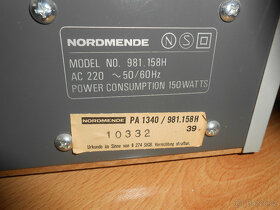 NORDMENDE
MODEL NO. 981.158H
AC 220 ~50/60Hz
POWER CONSUMPTION 150WATTS
NORDMENDE PA 1340 / 981.158H
10332 39.
Urkunde im Sinne von § 274 StGB Vernichtung strafbar.